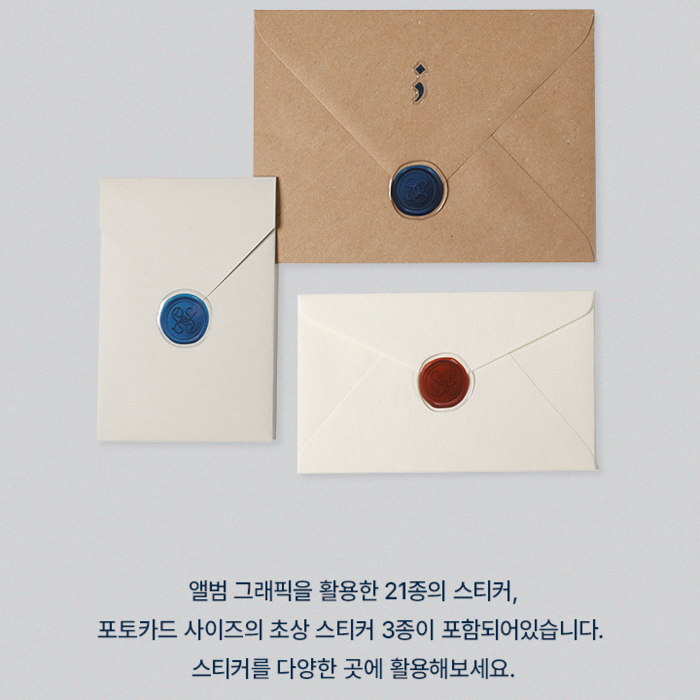 ;
앨범 그래픽을 활용한 21종의 스티커,
포토카드 사이즈의 초상 스티커 3종이 포함되어있습니다.
스티커를 다양한 곳에 활용해보세요.